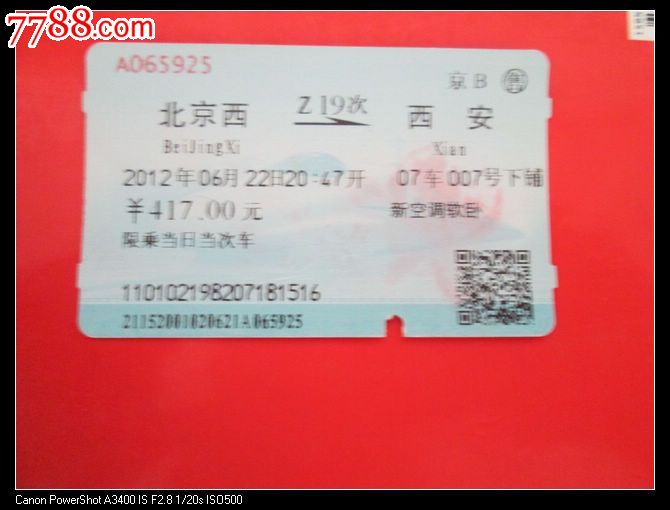 7788.com
A065925
京B 售
北京西 Z19次 西安
BeiJingXi Xian
2012年06月22日20:47开 07车007号下铺
￥417.00元 新空调软卧
限乘当日当次车
110102198207181516
21152001020621A065925
Canon PowerShot A3400 IS F2.8 1/20s ISO500